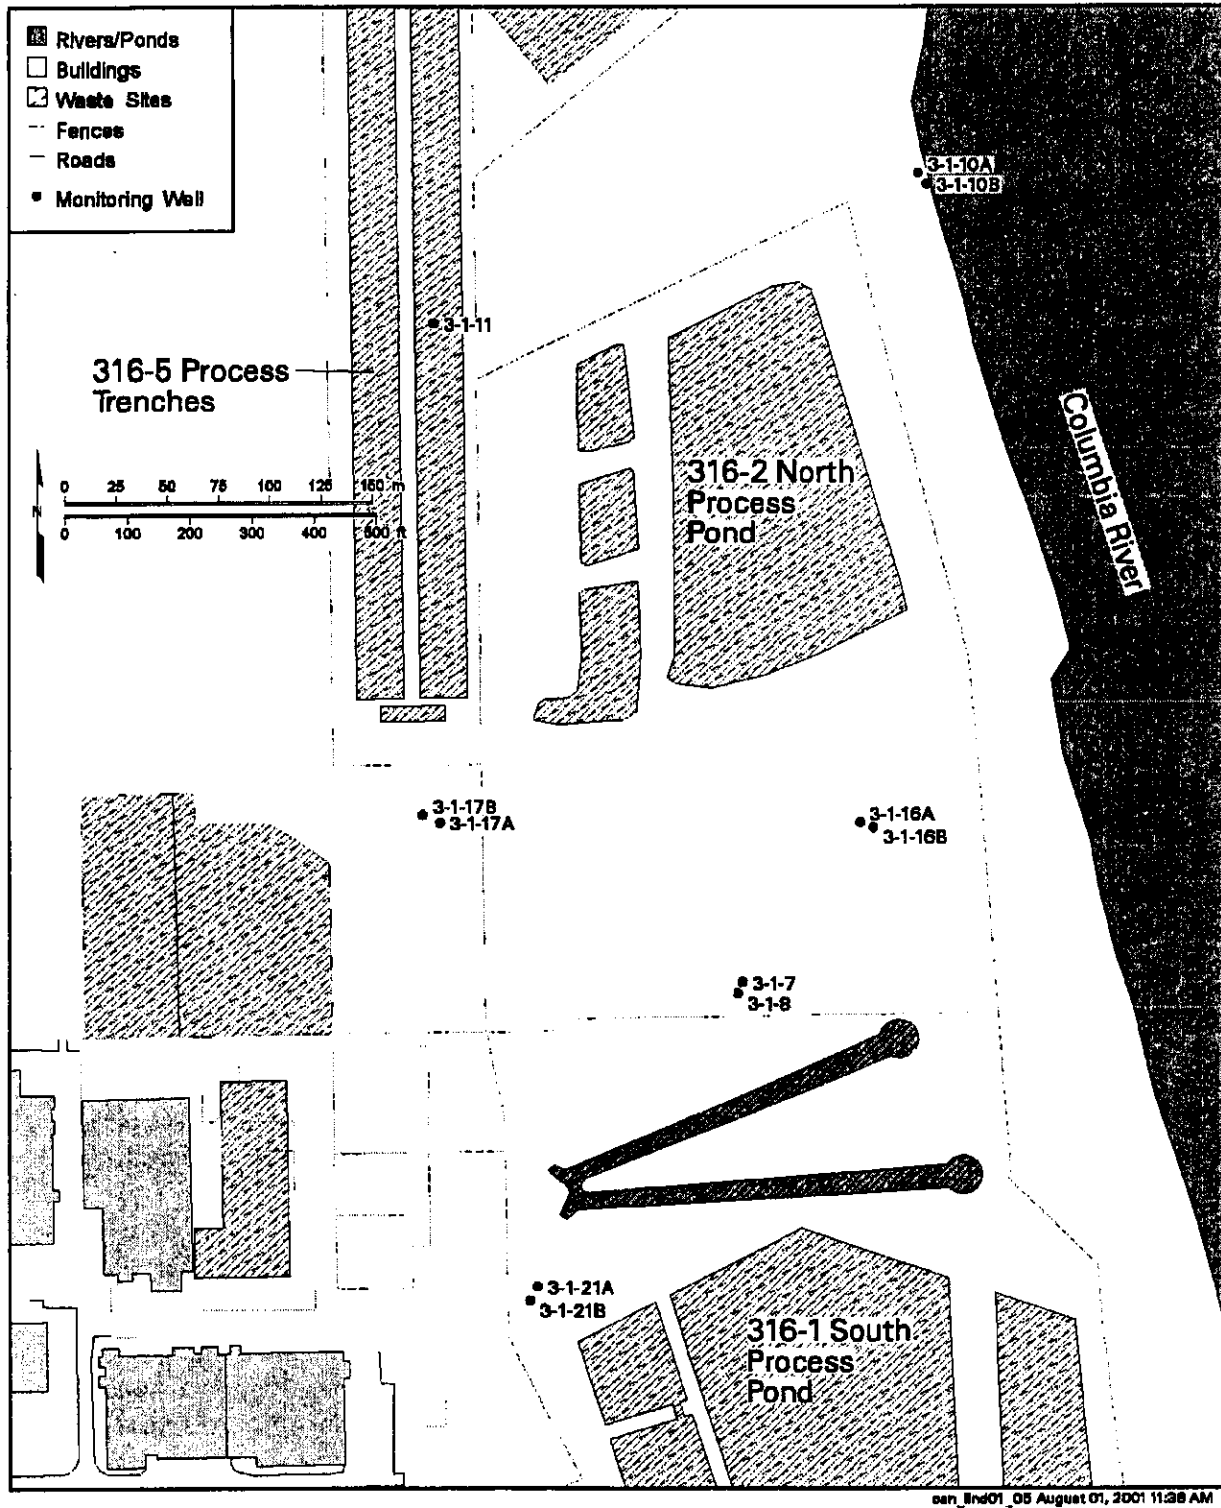 Rivers/Ponds
Buildings
Waste Sites
Fences
Roads
Monitoring Well
3-1-10A
3-1-10B
3-1-11
316-5 Process
Trenches
Columbia River
316-2 North
Process
Pond
0 25 50 75 100 125 150 m
N
0 100 200 300 400 500 ft
3-1-17B
3-1-17A
3-1-16A
3-1-16B
3-1-7
3-1-8
3-1-21A
3-1-21B
316-1 South
Process
Pond
August 01, 2001 11:38 AM